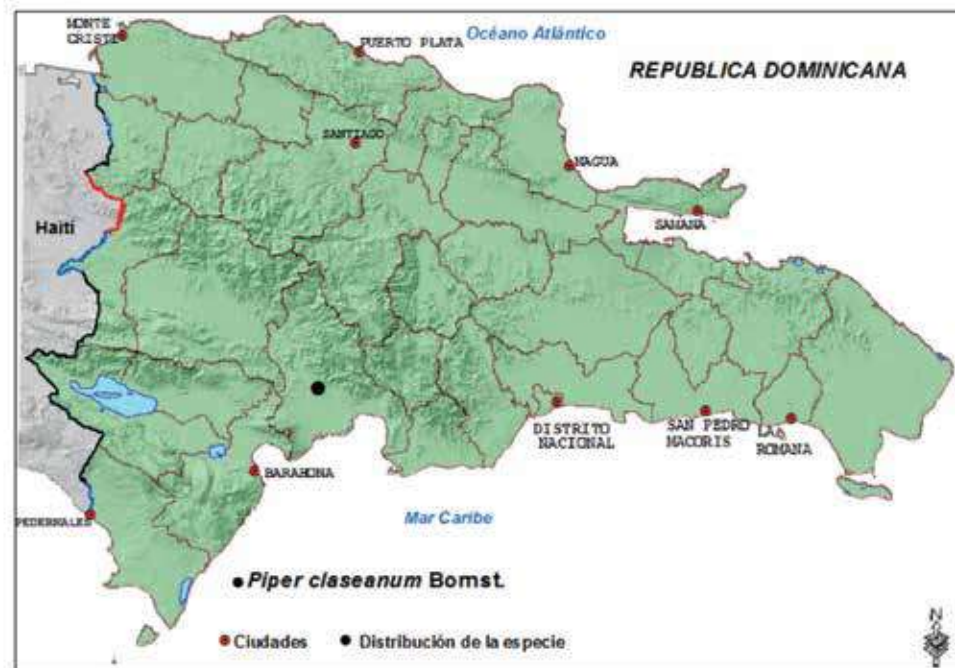 MONTE
CRISTI
PUERTO PLATA
Océano Atlántico
REPUBLICA DOMINICANA
SANTIAGO
NAGUA
Haití
SAMANA
DISTRITO
NACIONAL
SAN PEDRO
MACORIS
LA
ROMANA
BARAHONA
PEDERNALES
Mar Caribe
Piper claseanum Bornst.
Ciudades
Distribución de la especie
N